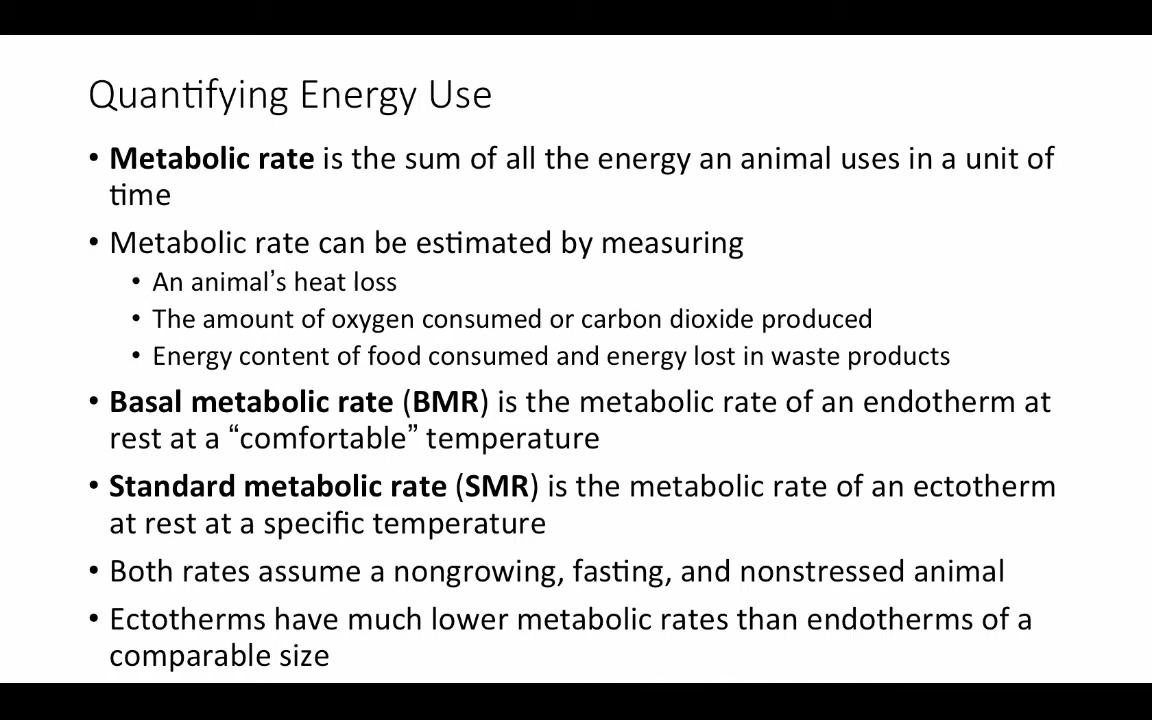 Quantifying Energy Use
• Metabolic rate is the sum of all the energy an animal uses in a unit of
time
• Metabolic rate can be estimated by measuring
• An animal’s heat loss
• The amount of oxygen consumed or carbon dioxide produced
• Energy content of food consumed and energy lost in waste products
• Basal metabolic rate (BMR) is the metabolic rate of an endotherm at
rest at a “comfortable” temperature
• Standard metabolic rate (SMR) is the metabolic rate of an ectotherm
at rest at a specific temperature
• Both rates assume a nongrowing, fasting, and nonstressed animal
• Ectotherms have much lower metabolic rates than endotherms of a
comparable size